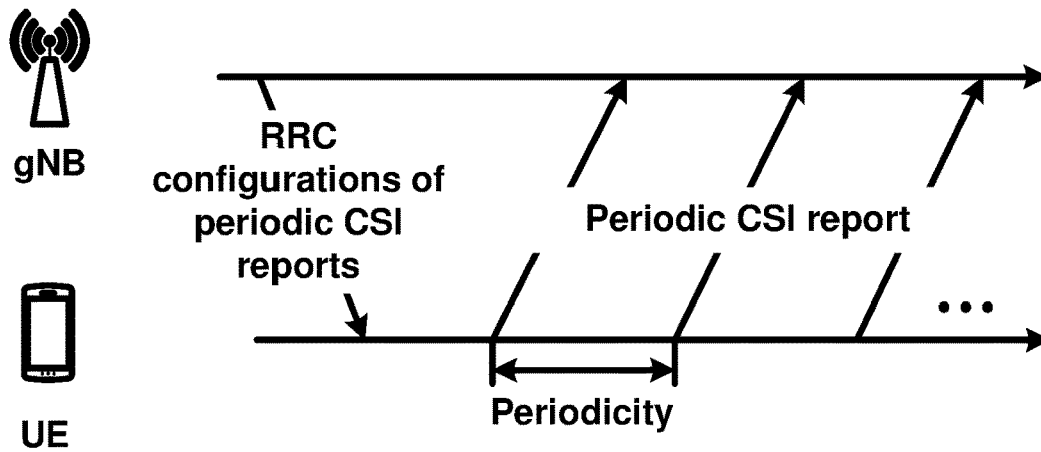 gNB
RRC
configurations of
periodic CSI
reports
Periodic CSI report
...
Periodicity
UE